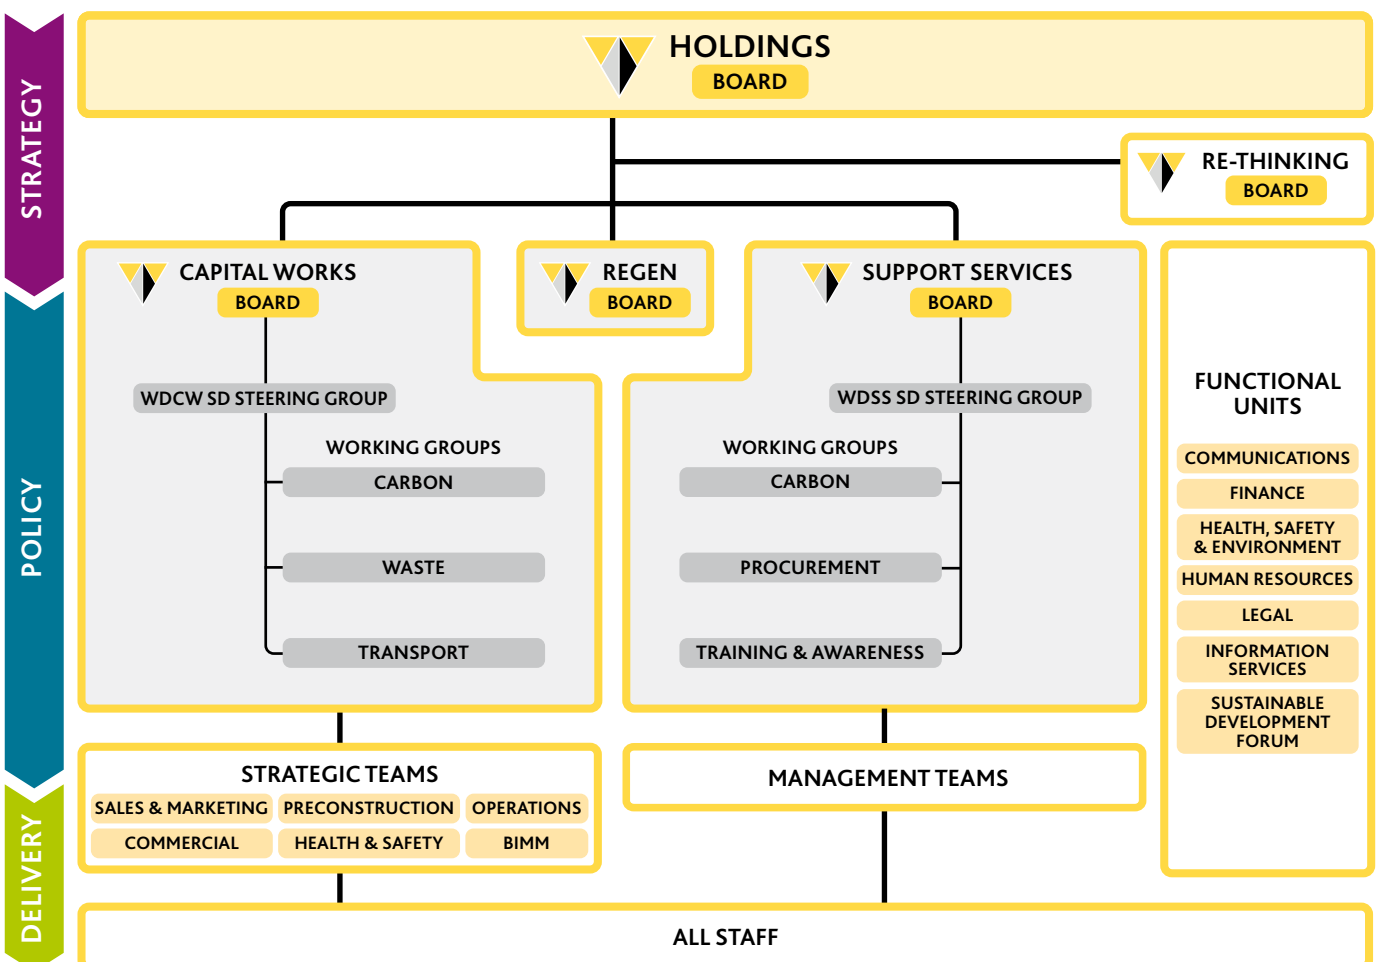 STRATEGY
HOLDINGS
BOARD
RE-THINKING
BOARD
CAPITAL WORKS
BOARD
REGEN
BOARD
SUPPORT SERVICES
BOARD
POLICY
WDCW SD STEERING GROUP
WORKING GROUPS
CARBON
WASTE
TRANSPORT
WDSS SD STEERING GROUP
WORKING GROUPS
CARBON
PROCUREMENT
TRAINING & AWARENESS
FUNCTIONAL
UNITS
COMMUNICATIONS
FINANCE
HEALTH, SAFETY
& ENVIRONMENT
HUMAN RESOURCES
LEGAL
INFORMATION
SERVICES
SUSTAINABLE
DEVELOPMENT
FORUM
DELIVERY
STRATEGIC TEAMS
SALES & MARKETING
PRECONSTRUCTION
OPERATIONS
COMMERCIAL
HEALTH & SAFETY
BIMM
MANAGEMENT TEAMS
ALL STAFF